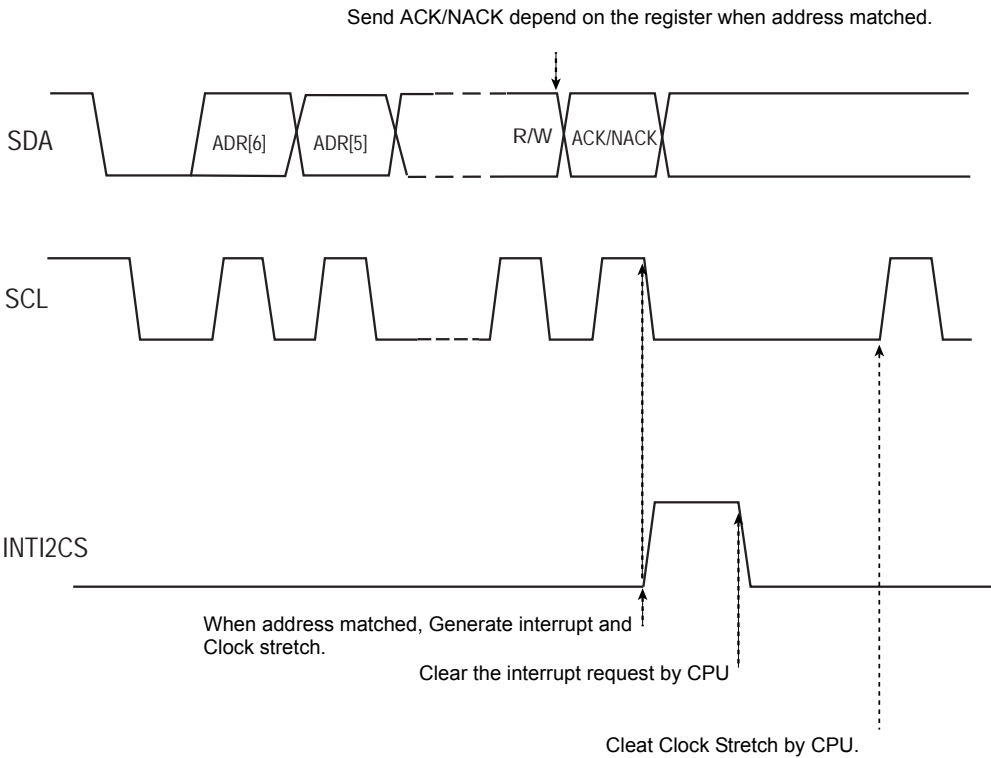 Send ACK/NACK depend on the register when address matched.
SDA
ADR[6]
ADR[5]
R/W
ACK/NACK
SCL
INTI2CS
When address matched, Generate interrupt and
Clock stretch.
Clear the interrupt request by CPU
Cleat Clock Stretch by CPU.